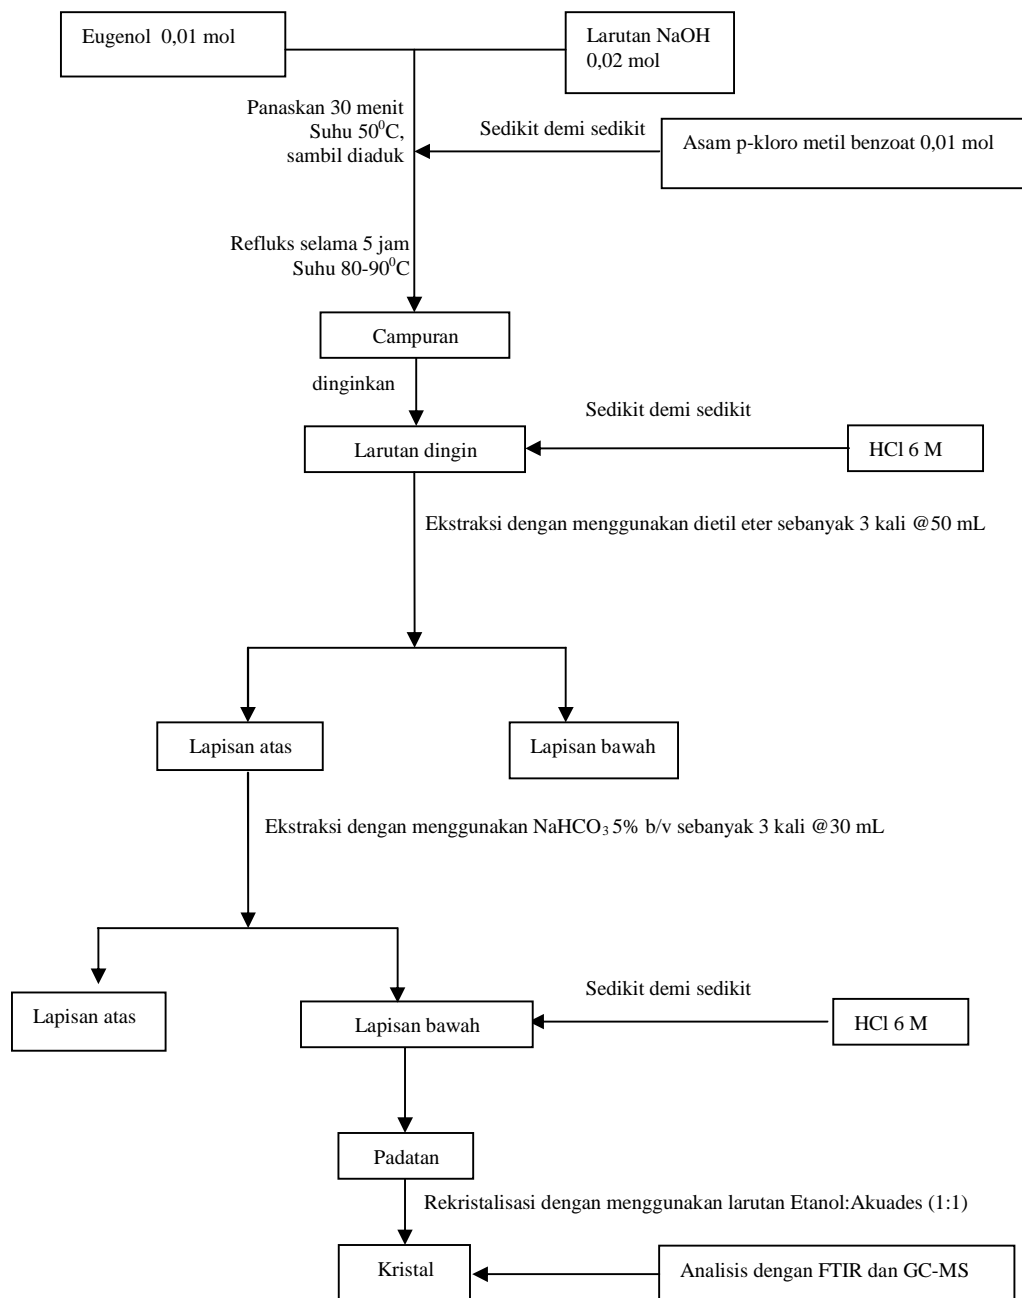 Eugenol  0,01 mol
Larutan NaOH
0,02 mol
Panaskan 30 menit
Suhu 50⁰C,
sambil diaduk
Sedikit demi sedikit
Asam p-kloro metil benzoat 0,01 mol
Refluks selama 5 jam
Suhu 80-90⁰C
Campuran
dinginkan
Sedikit demi sedikit
Larutan dingin
HCl 6 M
Ekstraksi dengan menggunakan dietil eter sebanyak 3 kali @50 mL
Lapisan atas
Lapisan bawah
Ekstraksi dengan menggunakan NaHCO₃ 5% b/v sebanyak 3 kali @30 mL
Sedikit demi sedikit
Lapisan atas
Lapisan bawah
HCl 6 M
Padatan
Rekristalisasi dengan menggunakan larutan Etanol:Akuades (1:1)
Kristal
Analisis dengan FTIR dan GC-MS